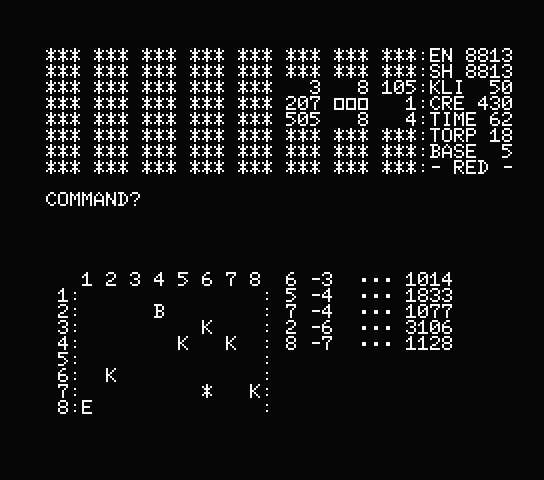 *** *** *** *** *** *** *** ***:EN 8813
*** *** *** *** *** *** *** ***:SH 8813
*** *** *** *** *** 3 8 105:KLI 50
*** *** *** *** *** 207 □□□ 1:CRE 430
*** *** *** *** *** 505 8 4:TIME 62
*** *** *** *** *** *** *** ***:TORP 18
*** *** *** *** *** *** *** ***:BASE 5
*** *** *** *** *** *** *** ***:- RED -
COMMAND?
1 2 3 4 5 6 7 8 6 -3 ... 1014
1: : 5 -4 ... 1833
2: B : 7 -4 ... 1077
3: K : 2 -6 ... 3106
4: K K : 8 -7 ... 1128
5: :
6: K :
7: * K:
8:E :